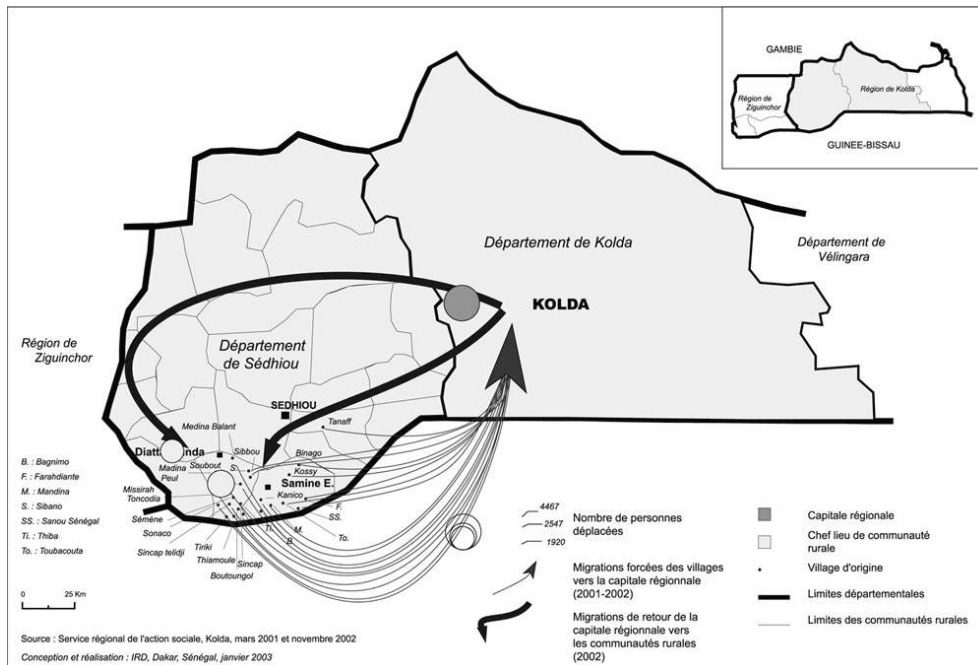 GAMBIE
Région de
Ziguinchor
Région de Kolda
GUINEE-BISSAU
Département de Kolda
Département de
Vélingara
KOLDA
Région de
Ziguinchor
Département
de Sédhiou
SEDHIOU
Medina Balant
Tanaff
Sibbou
Binago
Madina
Peul
Soubout
S.
Kossy
Samine E.
Missirah
Toncodia
Kanico
F.
SS.
Sémène
Sonaco
Ti.
M.
To.
Sincap telidji
Tiriki
B.
Thiamoule
Sincap
Boutoungol
B. : Bagnimo
F. : Farahdiante
M. : Mandina
S. : Sibano
SS. : Sanou Sénégal
Ti. : Thiba
To. : Toubacouta
0 25 Km
4467
2547
1920
Nombre de personnes
déplacées
Migrations forcées des villages
vers la capitale régionnale
(2001-2002)
Migrations de retour de la
capitale régionnale vers
les communautés rurales
(2002)
Capitale régionale
Chef lieu de communauté
rurale
Village d'origine
Limites départementales
Limites des communautés rurales
Source : Service régional de l'action sociale, Kolda, mars 2001 et novembre 2002
Conception et réalisation : IRD, Dakar, Sénégal, janvier 2003